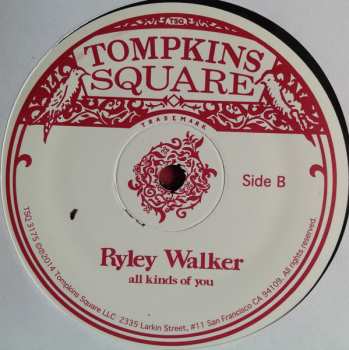 TSQ
TOMPKINS
SQUARE
TRADEMARK
Side B
Ryley Walker
all kinds of you
TSQ 3175 ©℗2014 Tompkins Square LLC 2335 Larkin Street, #11 San Francisco CA 94109. All rights reserved.